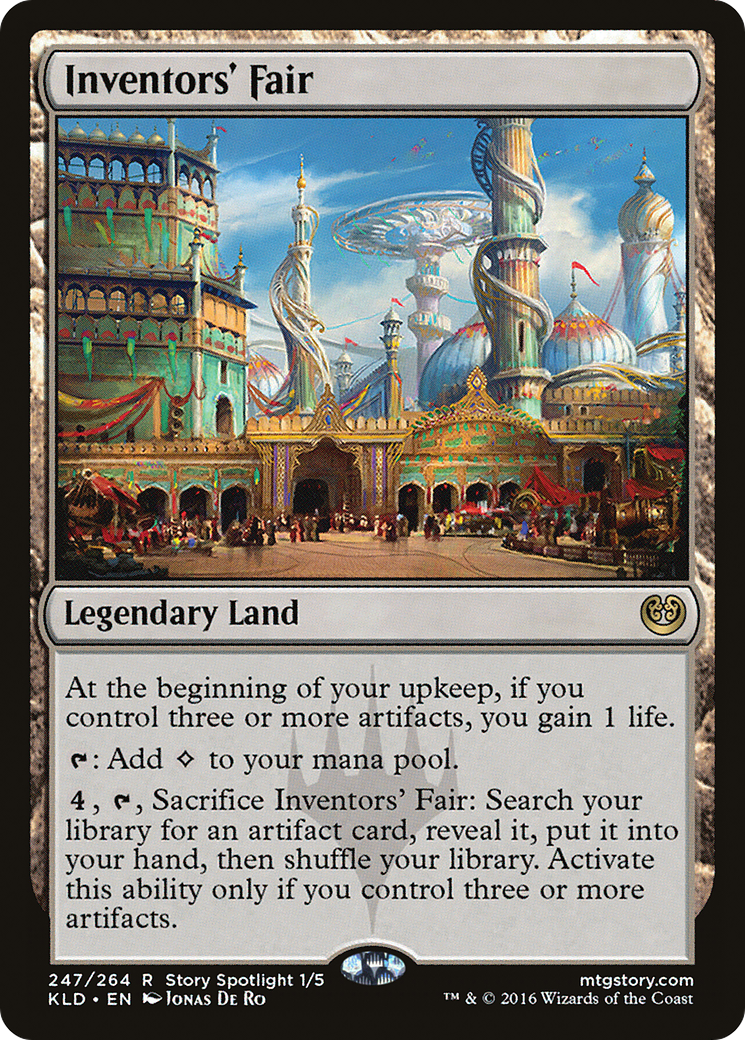 Inventors' Fair
Legendary Land
At the beginning of your upkeep, if you
control three or more artifacts, you gain 1 life.
: Add to your mana pool.
4, , Sacrifice Inventors' Fair: Search your
library for an artifact card, reveal it, put it into
your hand, then shuffle your library. Activate
this ability only if you control three or more
artifacts.
247/264 R Story Spotlight 1/5
mtgstory.com
KLD • EN Jonas De Ro
™ & © 2016 Wizards of the Coast